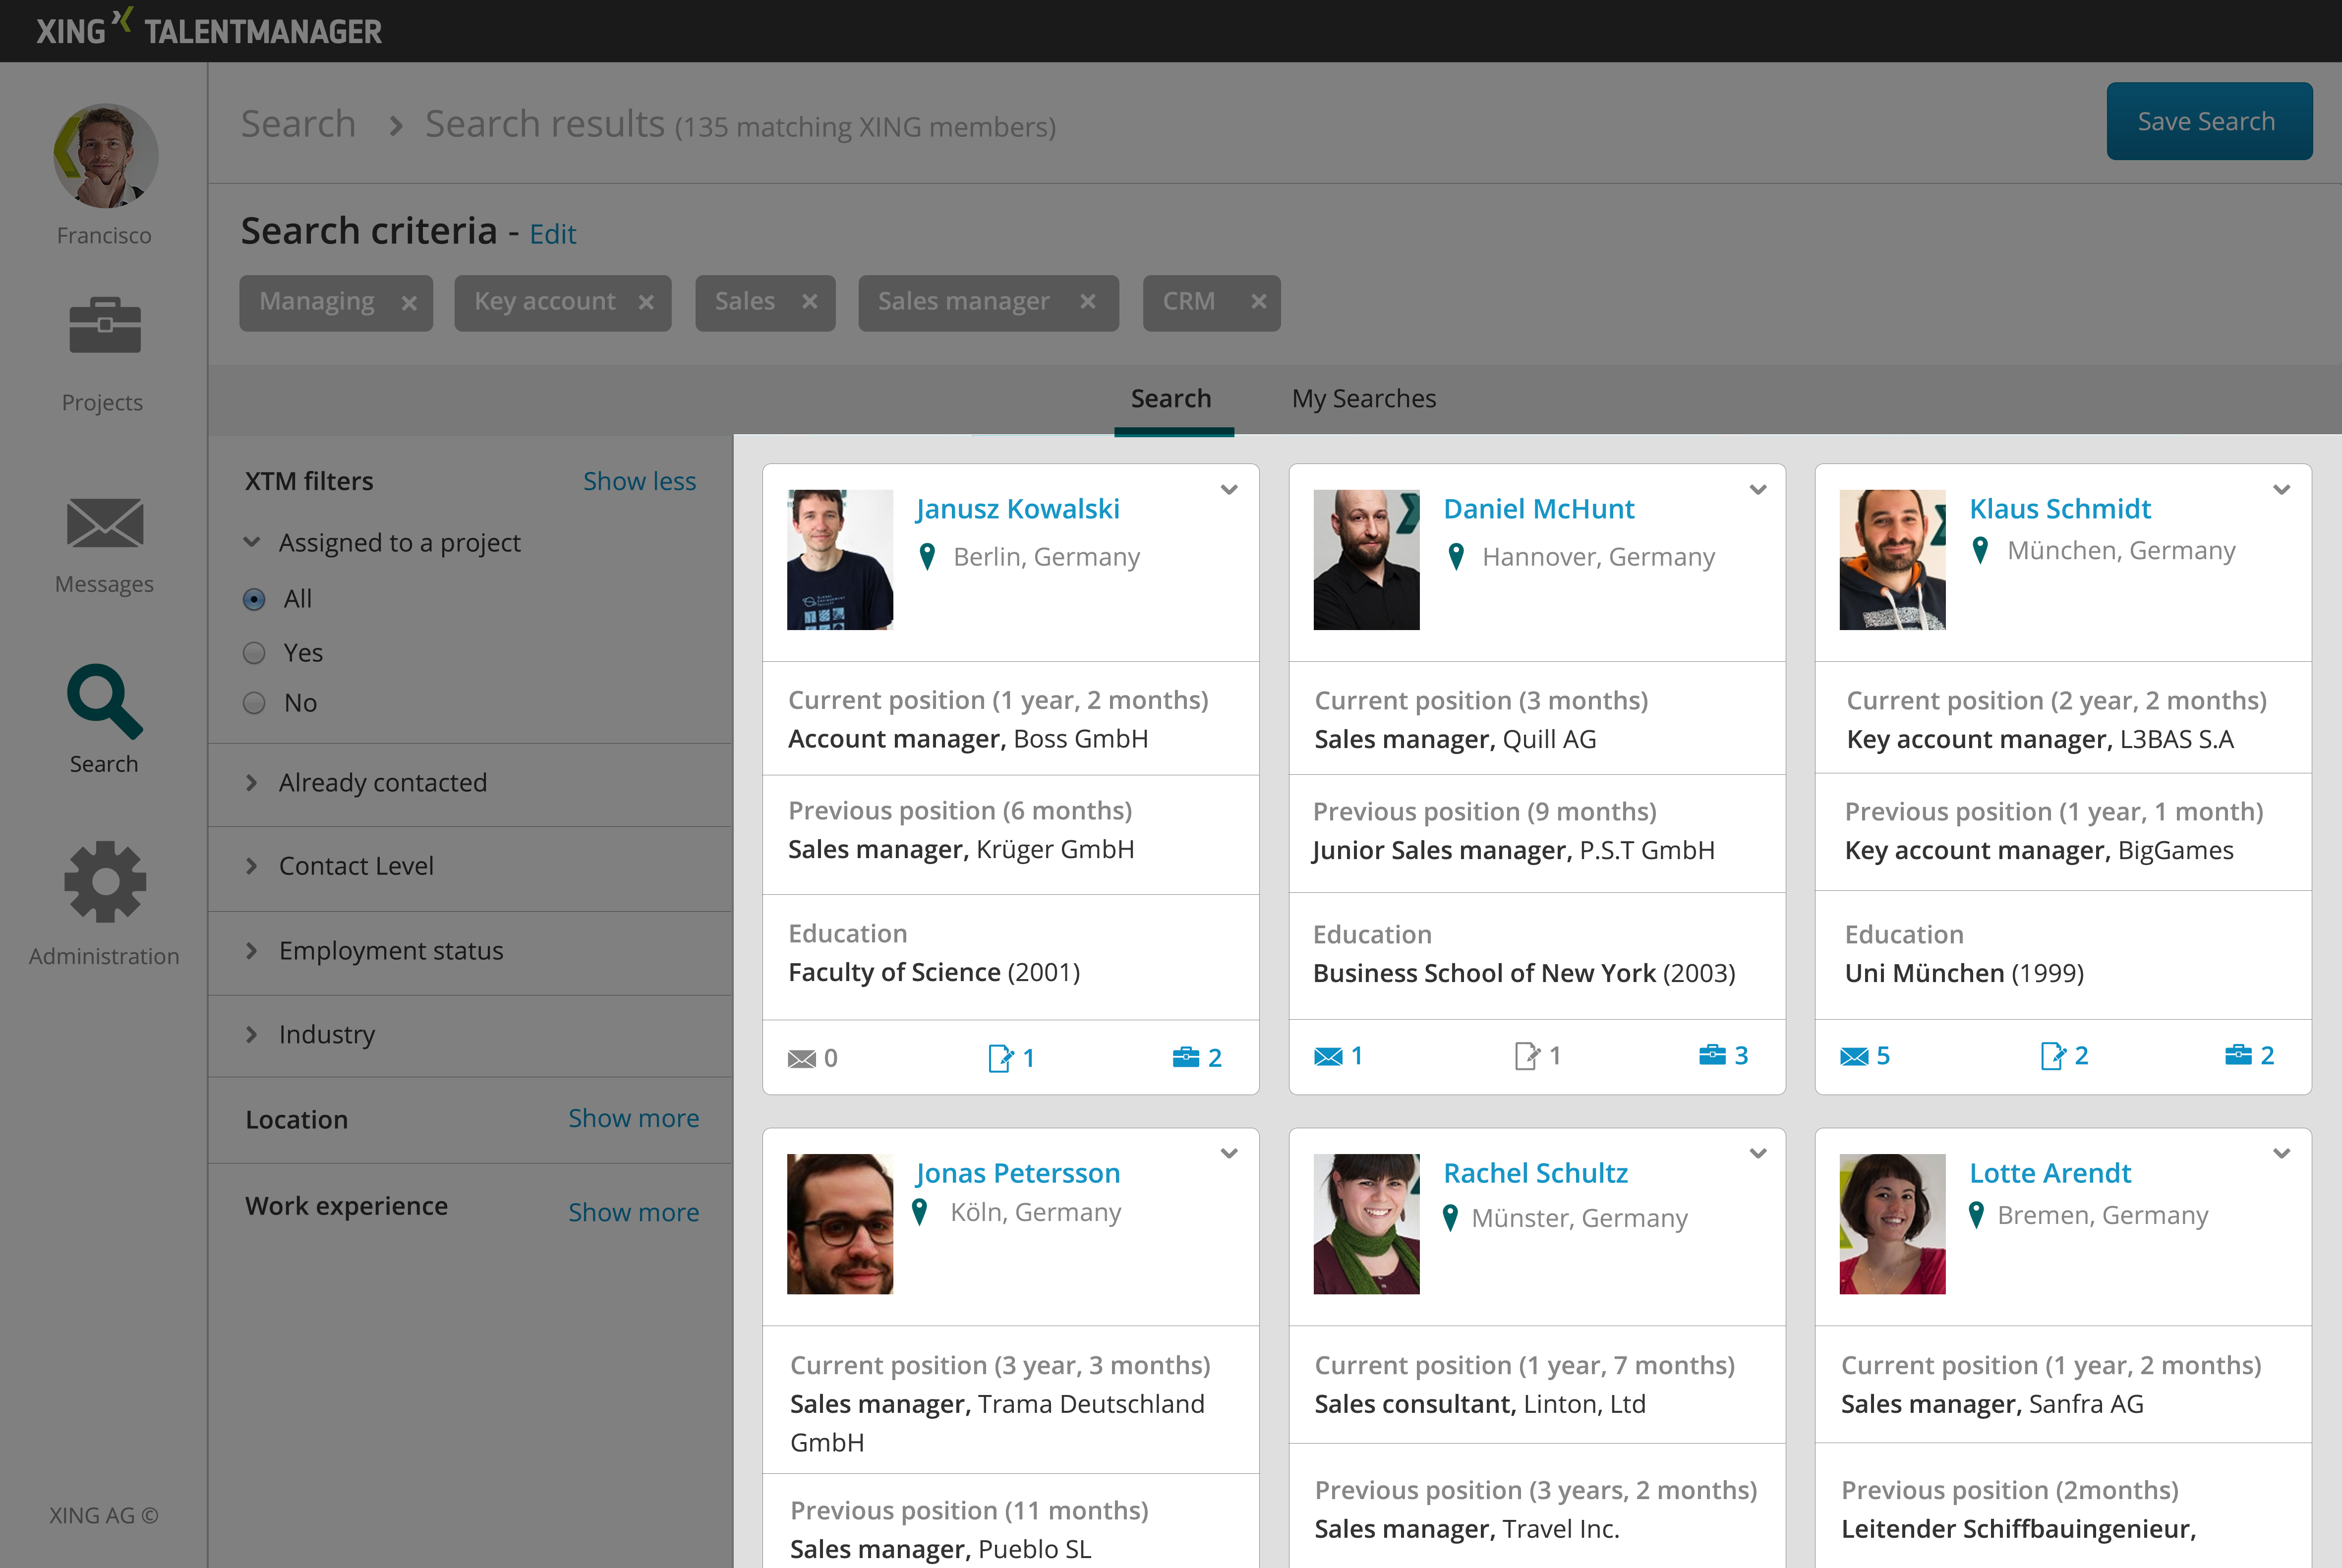 XING TALENTMANAGER
Francisco
Projects
Messages
Search
Administration
XING AG ©
Search > Search results (135 matching XING members)
Save Search
Search criteria - Edit
Managing ×
Key account ×
Sales ×
Sales manager ×
CRM ×
Search
My Searches
XTM filters
Show less
Assigned to a project
All
Yes
No
Already contacted
Contact Level
Employment status
Industry
Location
Show more
Work experience
Show more
Janusz Kowalski
Berlin, Germany
Current position (1 year, 2 months)
Account manager, Boss GmbH
Previous position (6 months)
Sales manager, Krüger GmbH
Education
Faculty of Science (2001)
0 1 2
Daniel McHunt
Hannover, Germany
Current position (3 months)
Sales manager, Quill AG
Previous position (9 months)
Junior Sales manager, P.S.T GmbH
Education
Business School of New York (2003)
1 1 3
Klaus Schmidt
München, Germany
Current position (2 year, 2 months)
Key account manager, L3BAS S.A
Previous position (1 year, 1 month)
Key account manager, BigGames
Education
Uni München (1999)
5 2 2
Jonas Petersson
Köln, Germany
Current position (3 year, 3 months)
Sales manager, Trama Deutschland
GmbH
Previous position (11 months)
Sales manager, Pueblo SL
Rachel Schultz
Münster, Germany
Current position (1 year, 7 months)
Sales consultant, Linton, Ltd
Previous position (3 years, 2 months)
Sales manager, Travel Inc.
Lotte Arendt
Bremen, Germany
Current position (1 year, 2 months)
Sales manager, Sanfra AG
Previous position (2months)
Leitender Schiffbauingenieur,